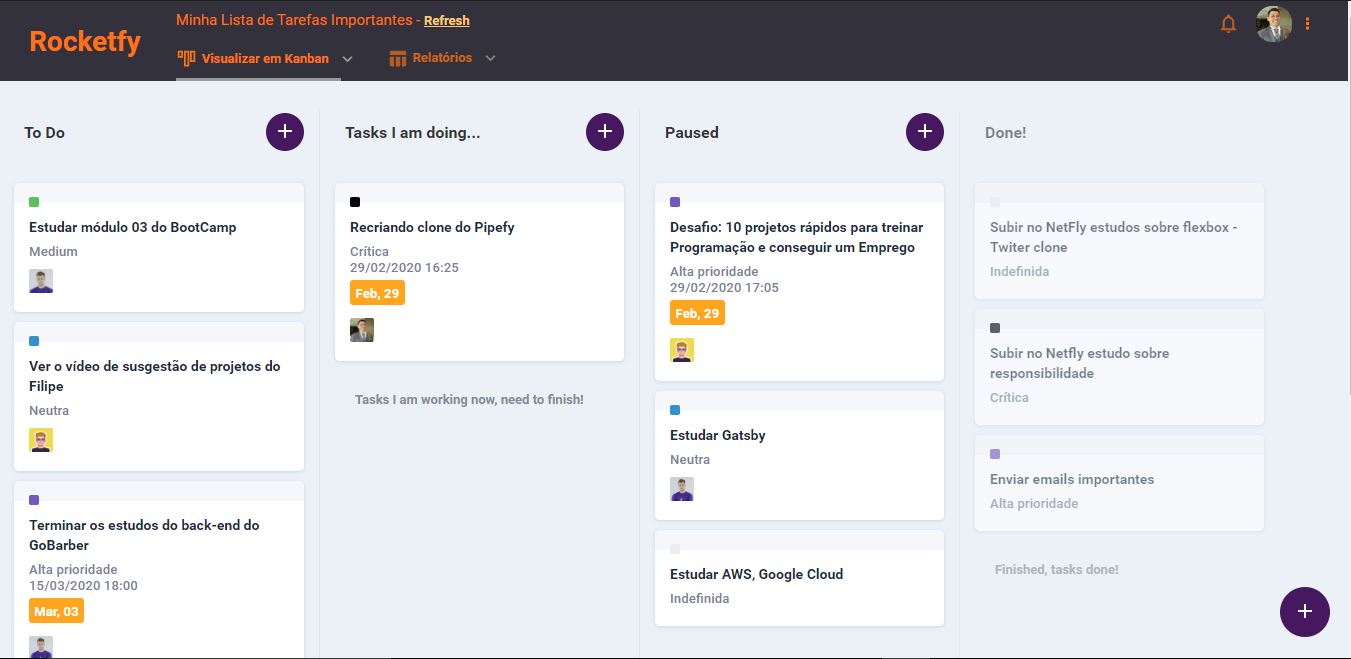 Rocketfy
Minha Lista de Tarefas Importantes - Refresh
Visualizar em Kanban
Relatórios
To Do
Estudar módulo 03 do BootCamp
Medium
Ver o vídeo de susgestão de projetos do
Filipe
Neutra
Terminar os estudos do back-end do
GoBarber
Alta prioridade
15/03/2020 18:00
Mar, 03
Tasks I am doing...
Recriando clone do Pipefy
Crítica
29/02/2020 16:25
Feb, 29
Tasks I am working now, need to finish!
Paused
Desafio: 10 projetos rápidos para treinar
Programação e conseguir um Emprego
Alta prioridade
29/02/2020 17:05
Feb, 29
Estudar Gatsby
Neutra
Estudar AWS, Google Cloud
Indefinida
Done!
Subir no NetFly estudos sobre flexbox -
Twiter clone
Indefinida
Subir no Netfly estudo sobre
responsibilidade
Crítica
Enviar emails importantes
Alta prioridade
Finished, tasks done!